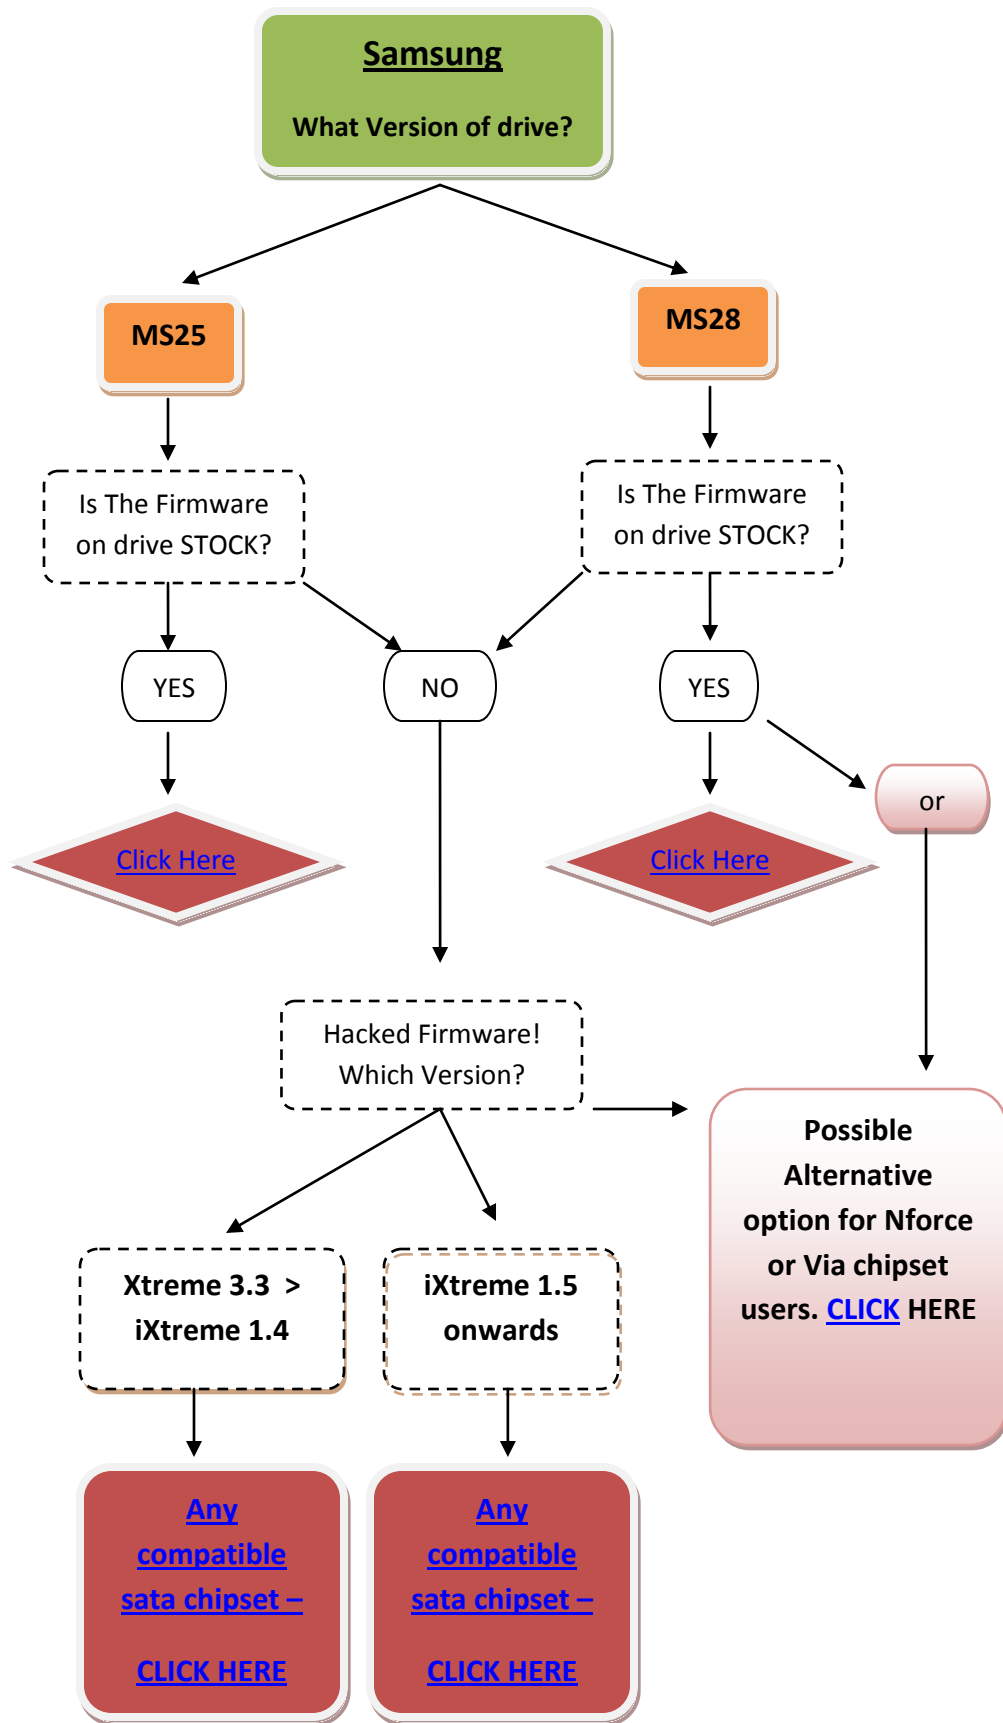 Samsung
What Version of drive?
MS25
MS28
Is The Firmware
on drive STOCK?
Is The Firmware
on drive STOCK?
YES
NO
YES
or
Click Here
Click Here
Hacked Firmware!
Which Version?
Possible
Alternative
option for Nforce
or Via chipset
users. CLICK HERE
Xtreme 3.3 >
iXtreme 1.4
iXtreme 1.5
onwards
Any
compatible
sata chipset –
CLICK HERE
Any
compatible
sata chipset –
CLICK HERE